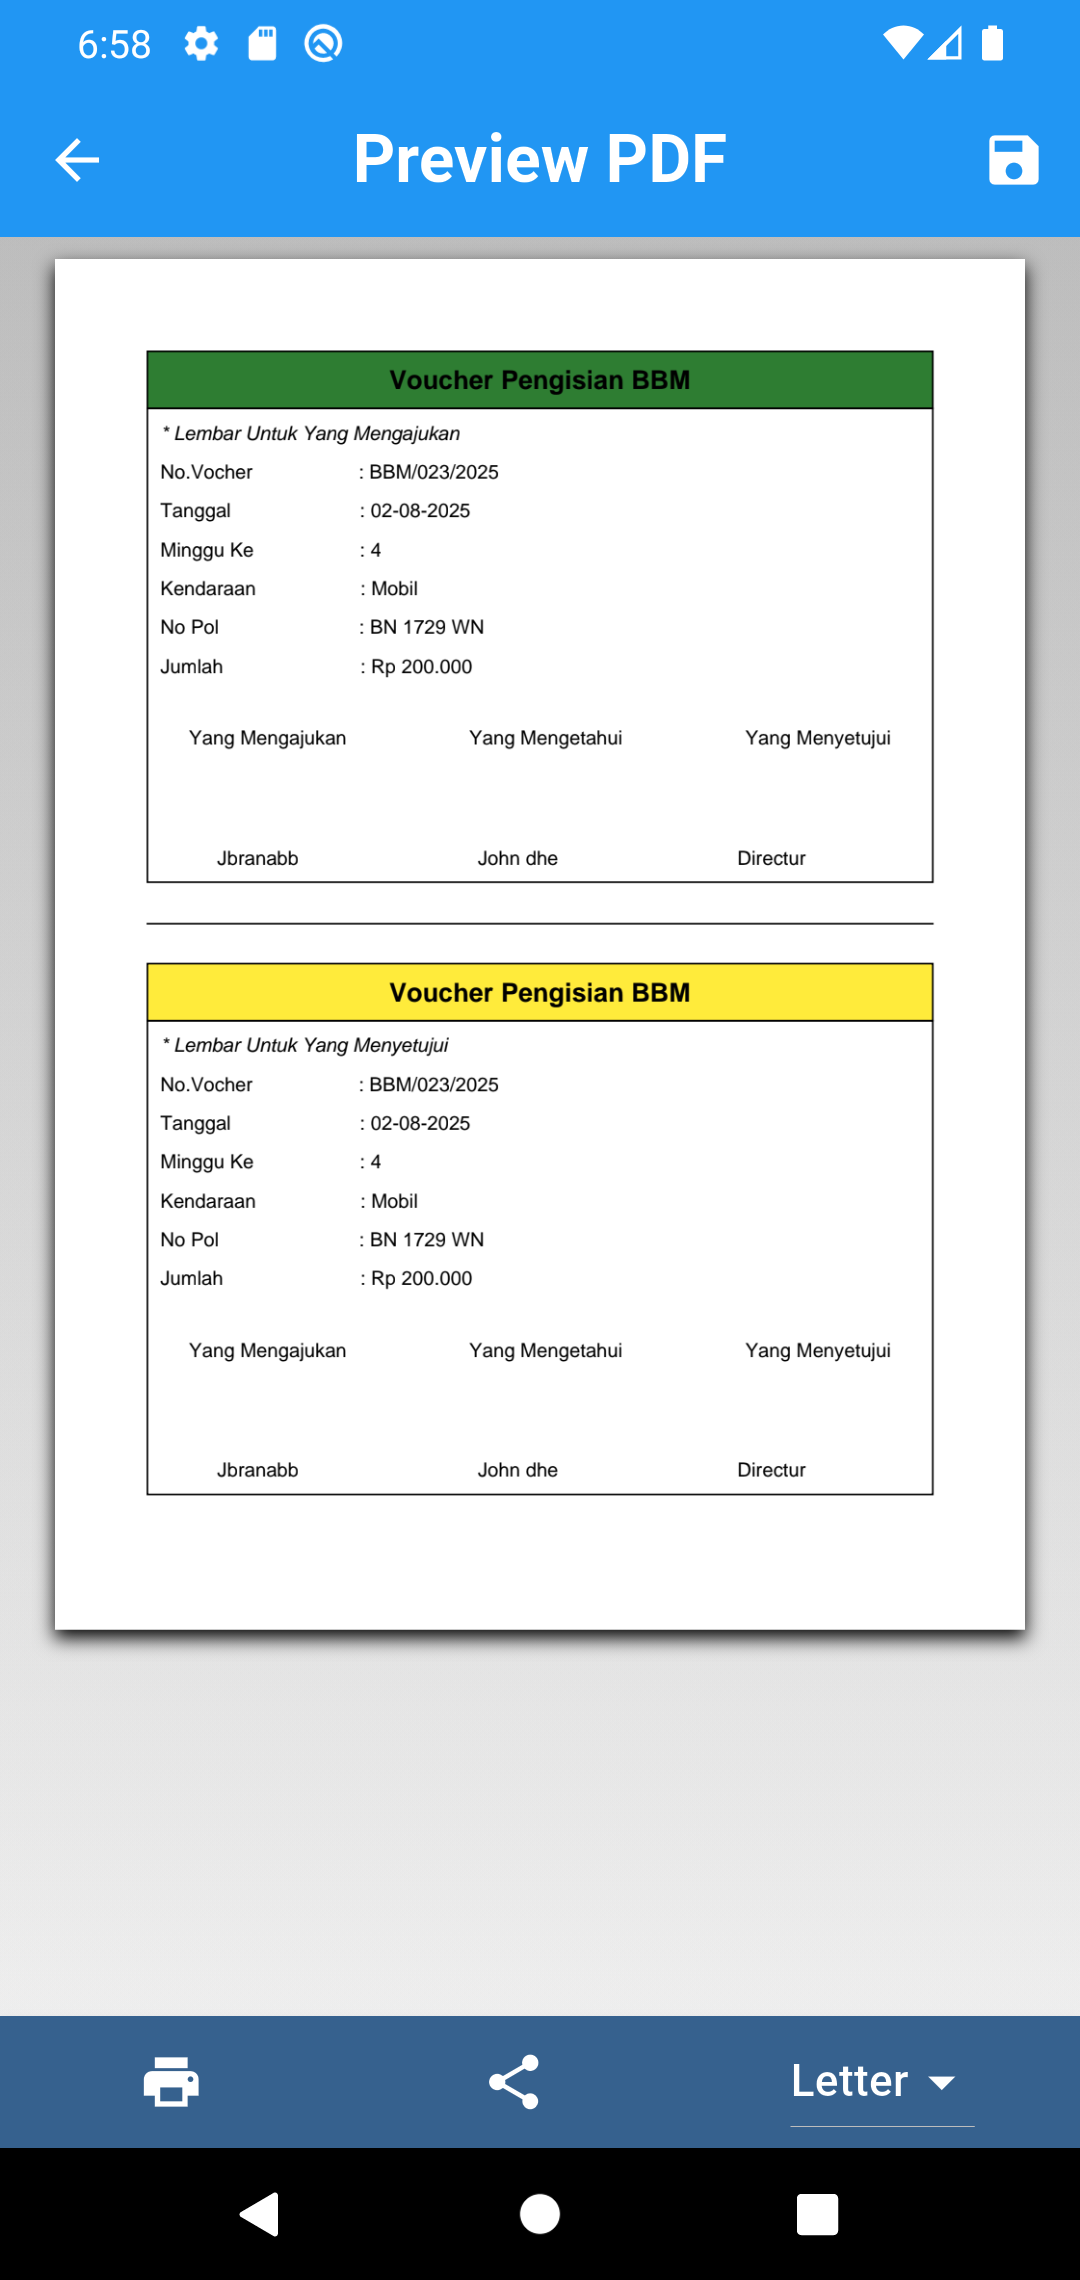 6:58
Preview PDF
Voucher Pengisian BBM
* Lembar Untuk Yang Mengajukan
No.Vocher : BBM/023/2025
Tanggal : 02-08-2025
Minggu Ke : 4
Kendaraan : Mobil
No Pol : BN 1729 WN
Jumlah : Rp 200.000
Yang Mengajukan Yang Mengetahui Yang Menyetujui
Jbranabb John dhe Directur
Voucher Pengisian BBM
* Lembar Untuk Yang Menyetujui
No.Vocher : BBM/023/2025
Tanggal : 02-08-2025
Minggu Ke : 4
Kendaraan : Mobil
No Pol : BN 1729 WN
Jumlah : Rp 200.000
Yang Mengajukan Yang Mengetahui Yang Menyetujui
Jbranabb John dhe Directur
Letter